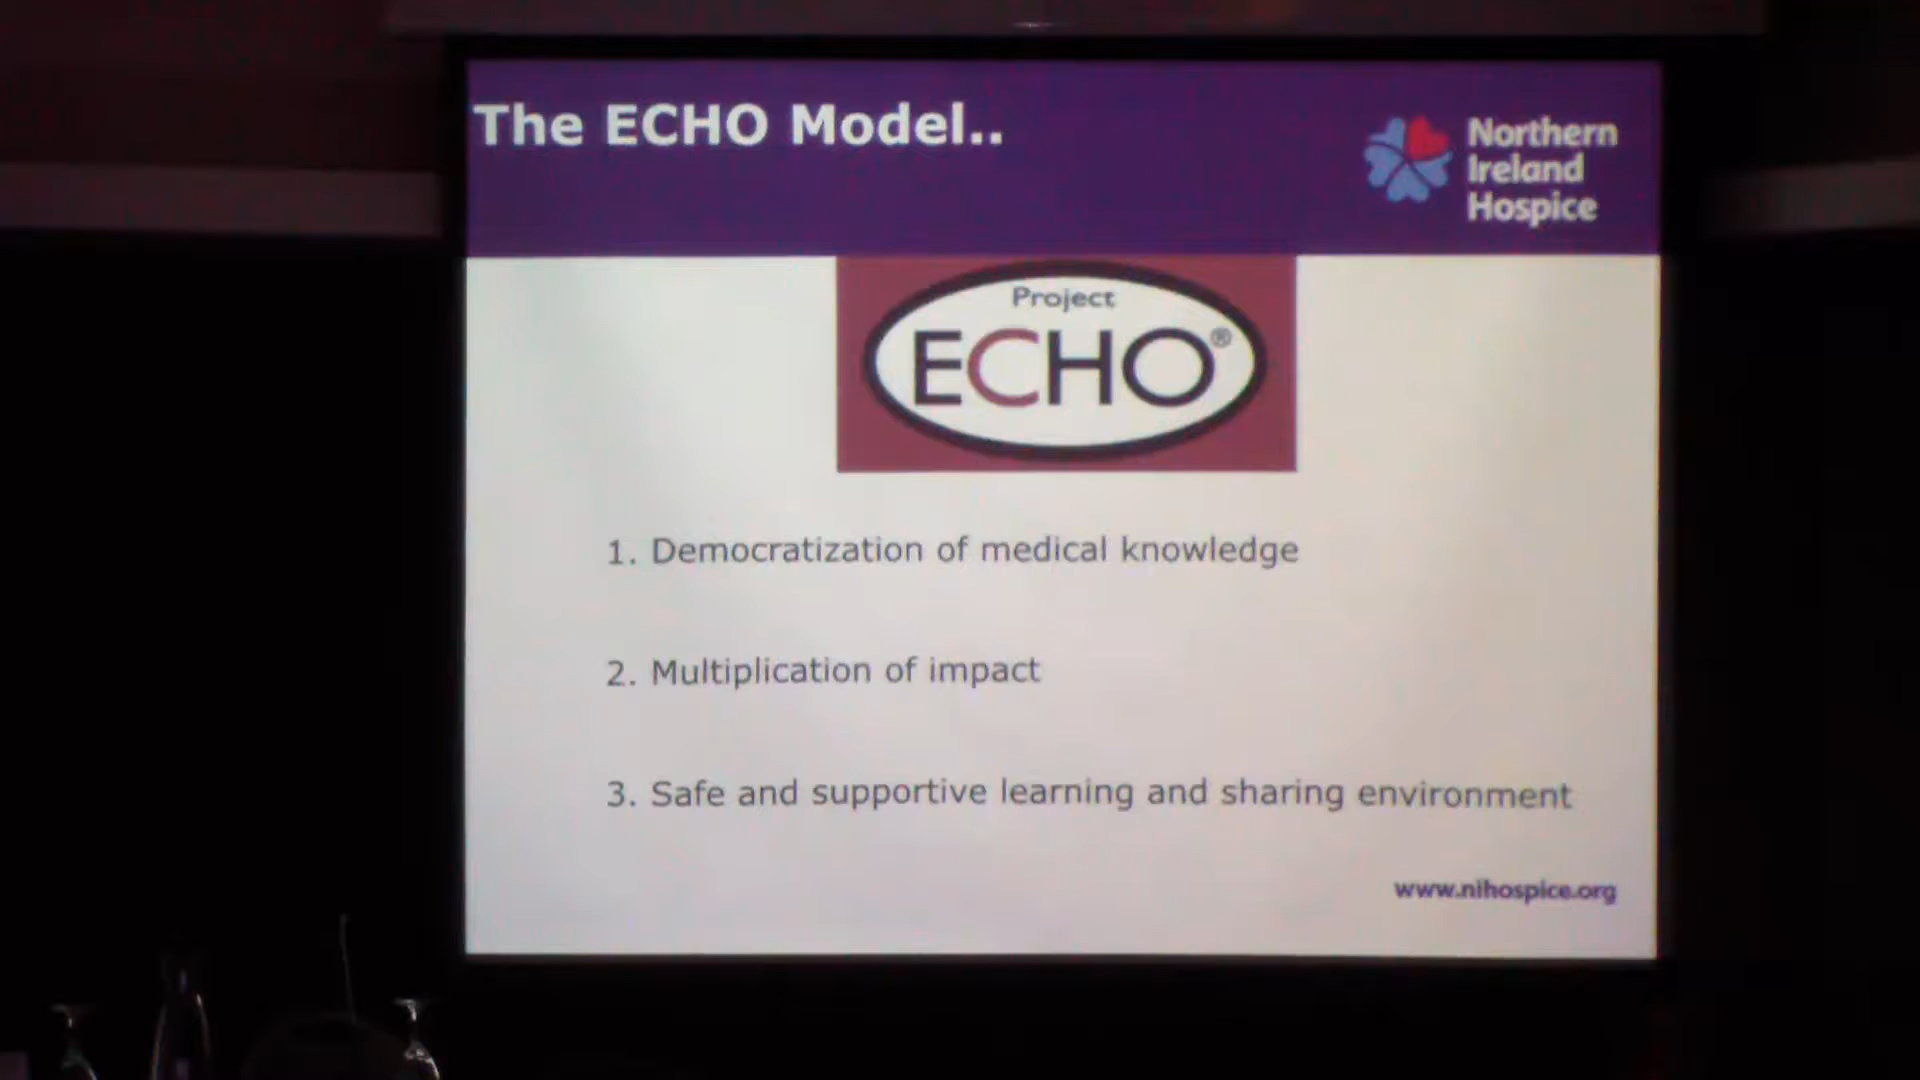 The ECHO Model..
Northern
Ireland
Hospice
Project
ECHO®
1. Democratization of medical knowledge
2. Multiplication of impact
3. Safe and supportive learning and sharing environment
www.nihospice.org